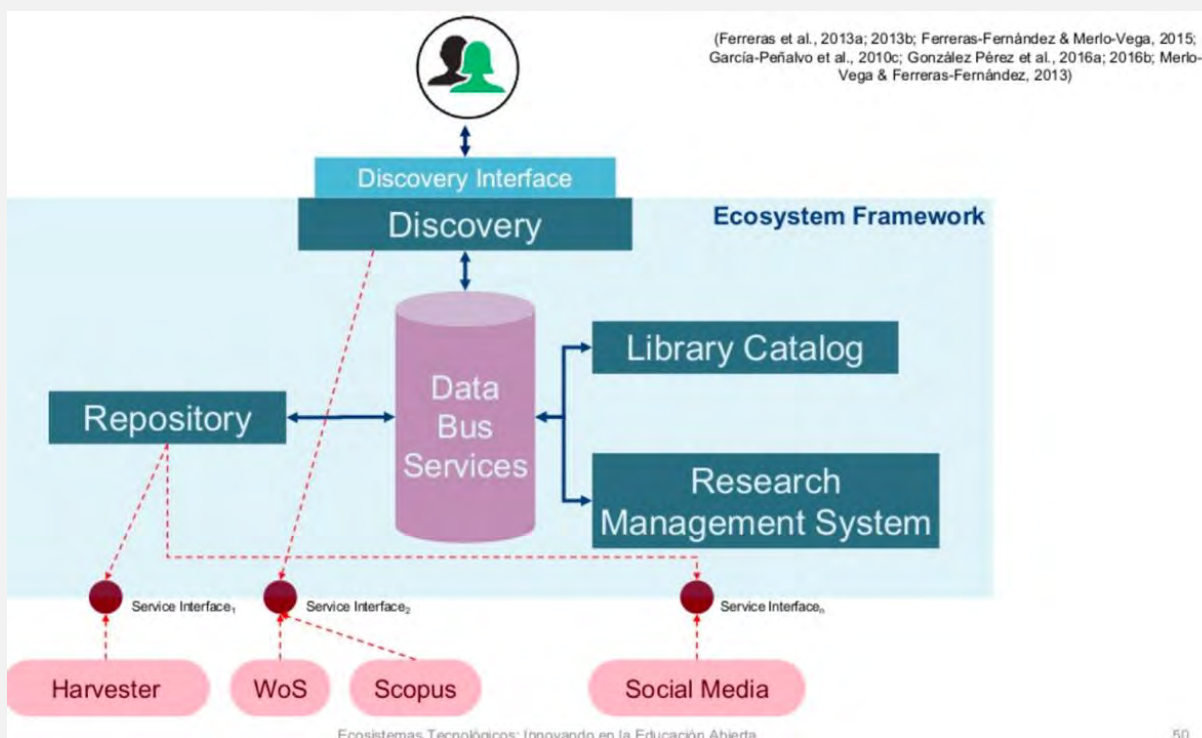 (Ferreras et al., 2013a; 2013b; Ferreras-Fernández & Merlo-Vega, 2015;
García-Peñalvo et al., 2010c; González Pérez et al., 2016a; 2016b; Merlo-
Vega & Ferreras-Fernández, 2013)
Discovery Interface
Discovery
Ecosystem Framework
Library Catalog
Data
Bus
Services
Repository
Research
Management System
Service Interface₁
Service Interface₂
Service Interfaceₙ
Harvester
WoS
Scopus
Social Media
Ecosistemas Tecnológicos: Innovando en la Educación Abierta
50